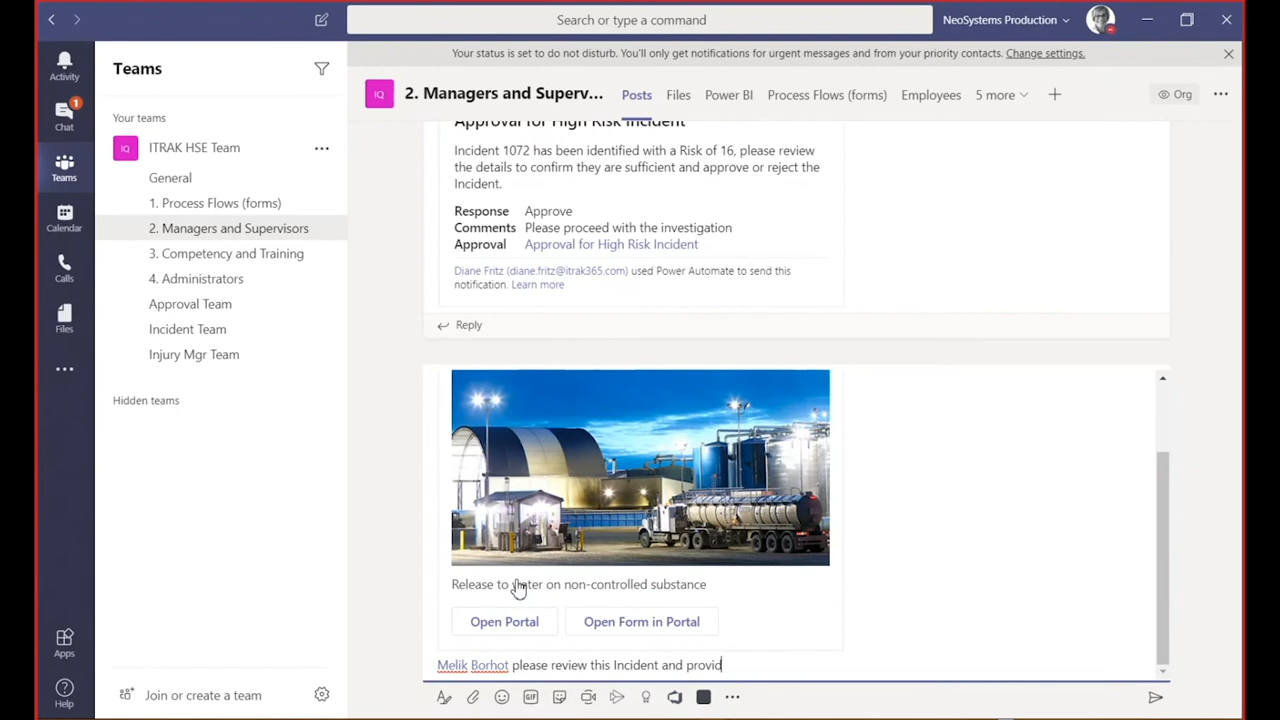 Search or type a command
NeoSystems Production
Your status is set to do not disturb. You'll only get notifications for urgent messages and from your priority contacts. Change settings.
Activity
Chat
1
Teams
Calendar
Calls
Files
Apps
Help
Teams
Your teams
IQ
ITRAK HSE Team
General
1. Process Flows (forms)
2. Managers and Supervisors
3. Competency and Training
4. Administrators
Approval Team
Incident Team
Injury Mgr Team
Hidden teams
Join or create a team
IQ
2. Managers and Superv...
Posts
Files
Power BI
Process Flows (forms)
Employees
5 more
Org
Approval for High Risk Incident
Incident 1072 has been identified with a Risk of 16, please review
the details to confirm they are sufficient and approve or reject the
Incident.
Response Approve
Comments Please proceed with the investigation
Approval Approval for High Risk Incident
Diane Fritz (diane.fritz@itrak365.com) used Power Automate to send this
notification. Learn more
Reply
Release to water on non-controlled substance
Open Portal
Open Form in Portal
Melik Borhot please review this Incident and provid
GIF